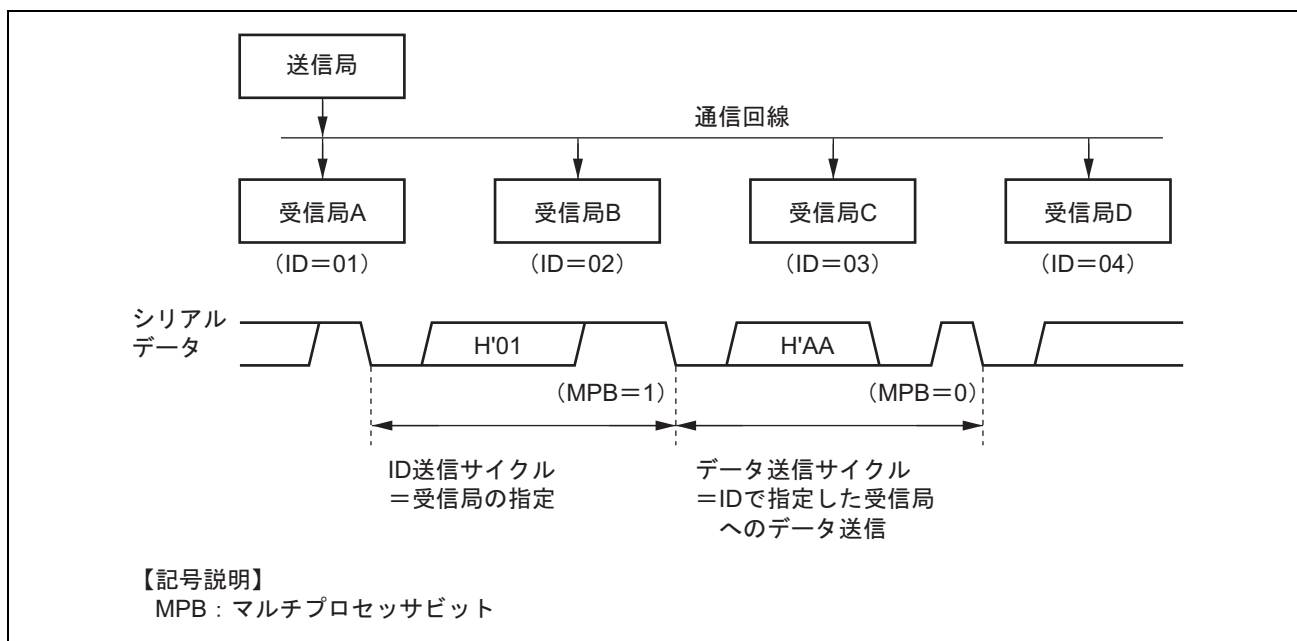 送信局
通信回線
受信局A
受信局B
受信局C
受信局D
（ID＝01）
（ID＝02）
（ID＝03）
（ID＝04）
シリアル
データ
H'01
H'AA
（MPB＝1）
（MPB＝0）
ID送信サイクル
＝受信局の指定
データ送信サイクル
＝IDで指定した受信局
へのデータ送信
【記号説明】
MPB：マルチプロセッサビット